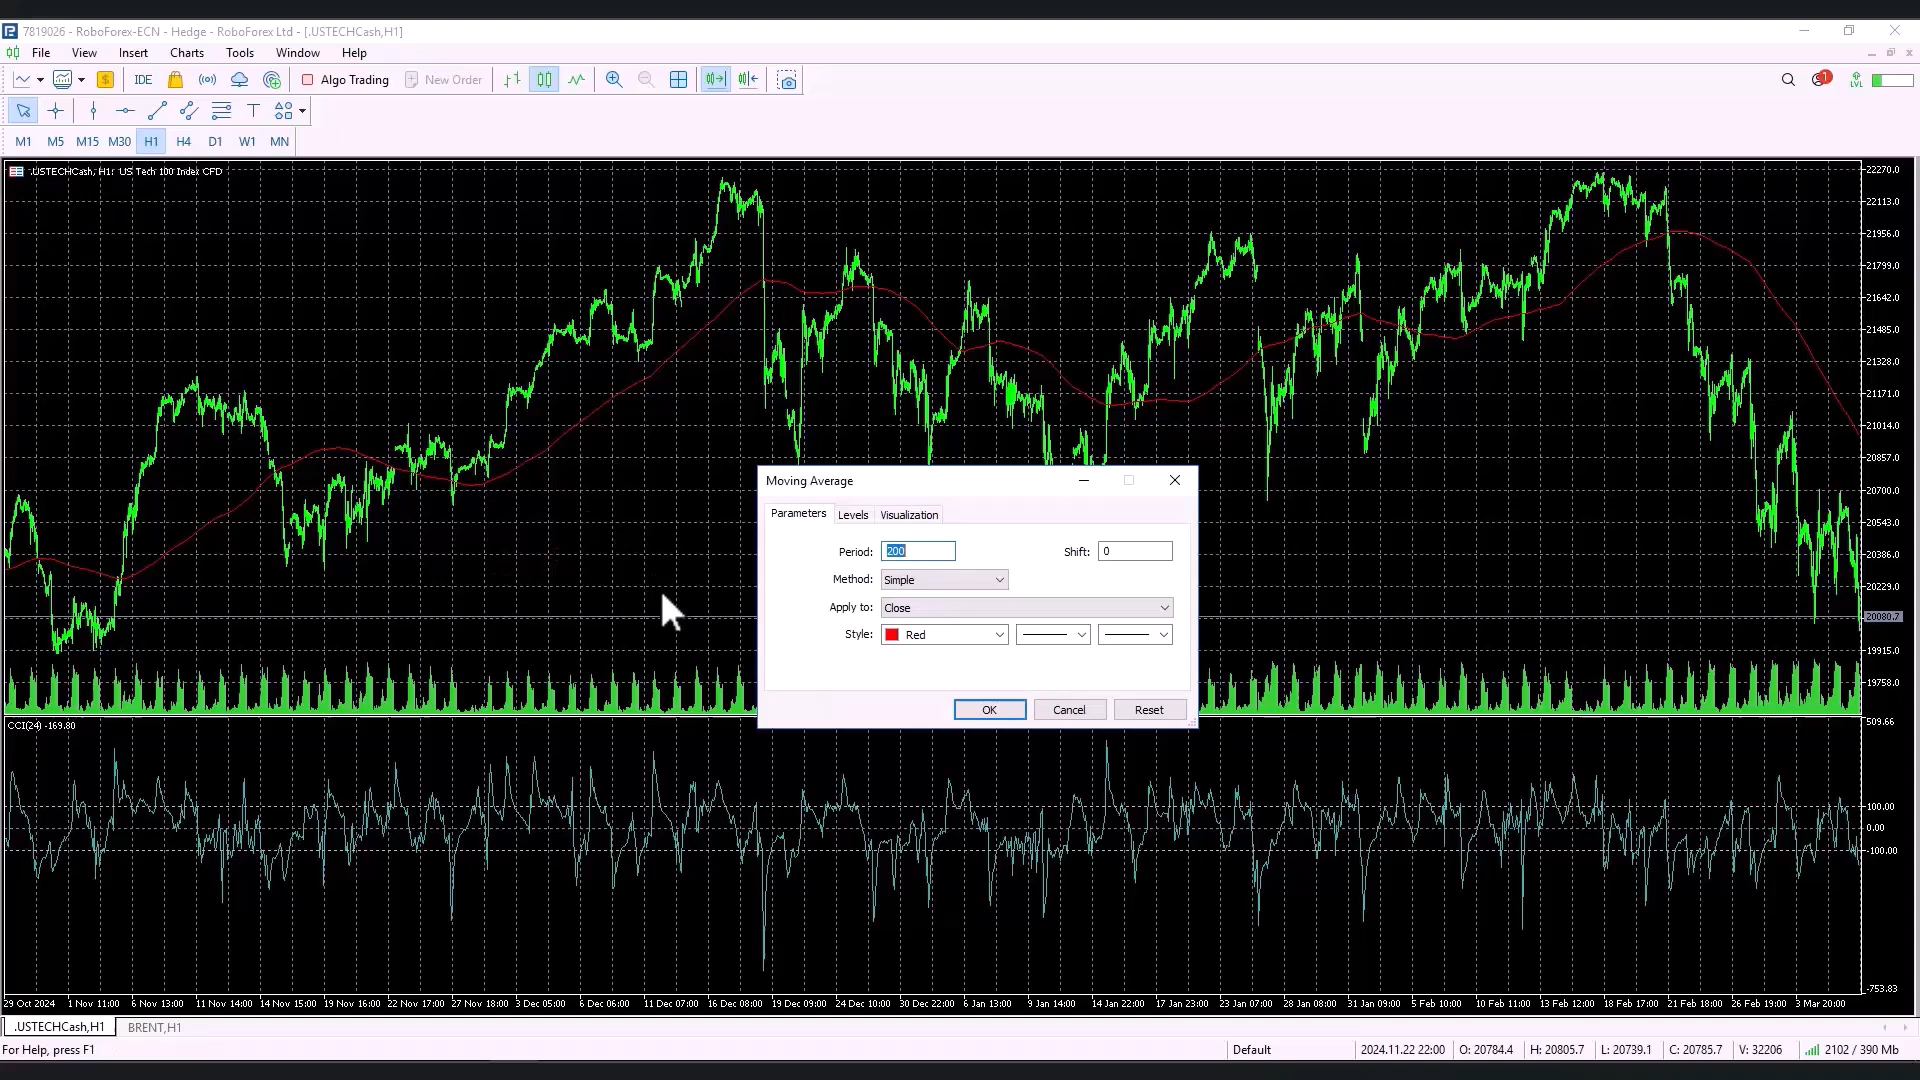 7819026 - RoboForex-ECN - Hedge - RoboForex Ltd - [.USTECHCash,H1]
File View Insert Charts Tools Window Help
IDE Algo Trading New Order 1 LVL
M1 M5 M15 M30 H1 H4 D1 W1 MN
.USTECHCash, H1: US Tech 100 Index CFD
22270.0
22113.0
21956.0
21799.0
21642.0
21485.0
21328.0
21171.0
21014.0
20857.0
20700.0
20543.0
20386.0
20229.0
20080.7
19915.0
19758.0
Moving Average
Parameters Levels Visualization
Period: 200 Shift: 0
Method: Simple
Apply to: Close
Style: Red
OK Cancel Reset
CCI(24) -169.80
509.66
100.00
0.00
-100.00
-753.83
29 Oct 2024 1 Nov 11:00 6 Nov 13:00 11 Nov 14:00 14 Nov 15:00 19 Nov 16:00 22 Nov 17:00 27 Nov 18:00 3 Dec 05:00 6 Dec 06:00 11 Dec 07:00 16 Dec 08:00 19 Dec 09:00 24 Dec 10:00 30 Dec 22:00 6 Jan 13:00 9 Jan 14:00 14 Jan 22:00 17 Jan 23:00 23 Jan 07:00 28 Jan 08:00 31 Jan 09:00 5 Feb 10:00 10 Feb 11:00 13 Feb 12:00 18 Feb 17:00 21 Feb 18:00 26 Feb 19:00 3 Mar 20:00
.USTECHCash,H1 BRENT,H1
For Help, press F1 Default 2024.11.22 22:00 O: 20784.4 H: 20805.7 L: 20739.1 C: 20785.7 V: 32206 2102 / 390 Mb